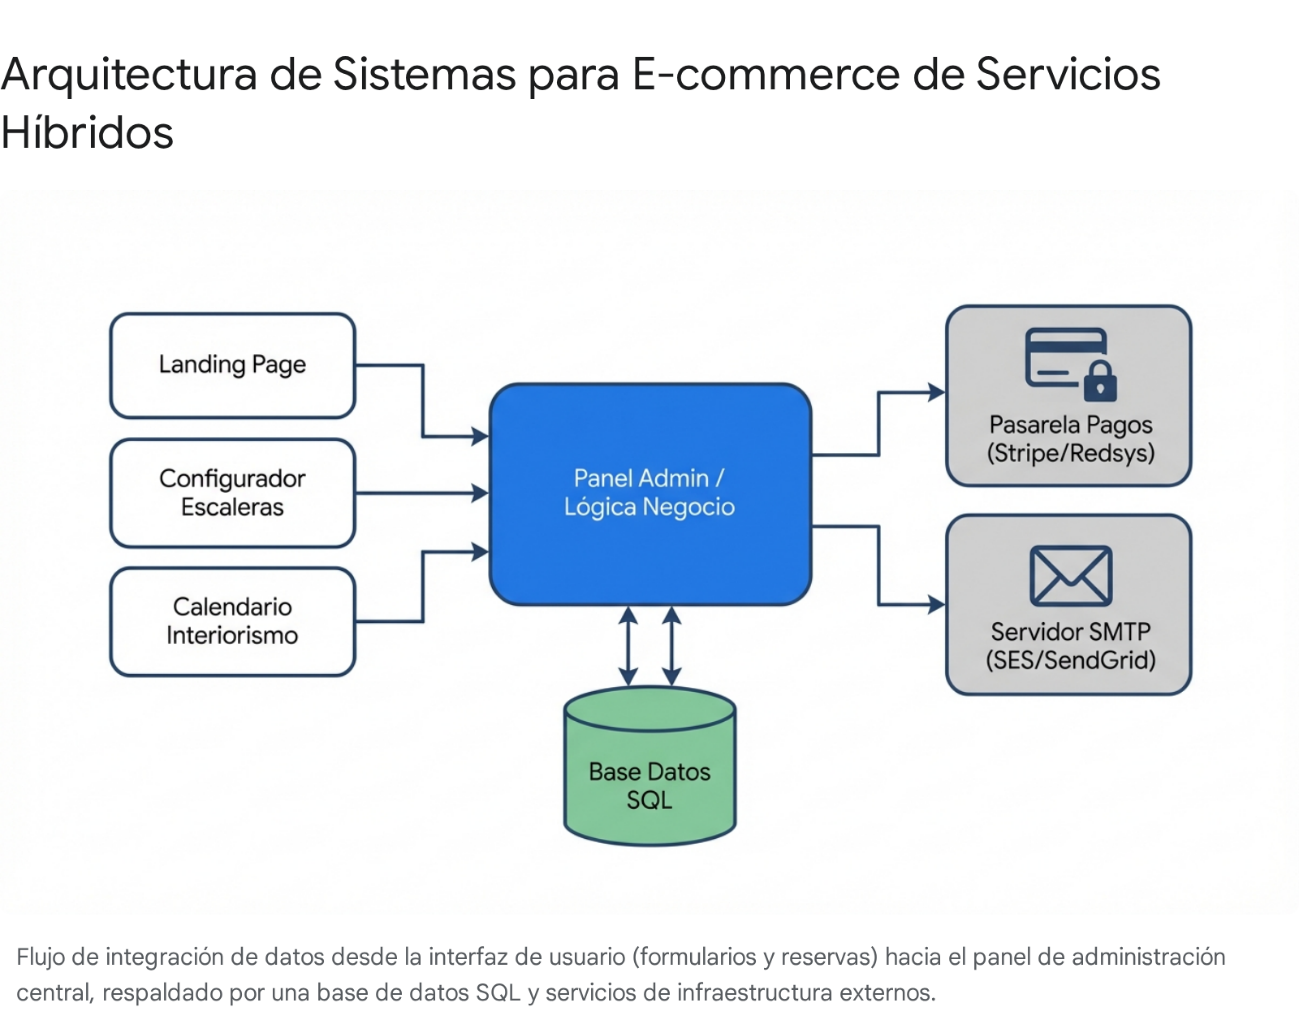 Arquitectura de Sistemas para E-commerce de Servicios
Híbridos
Landing Page
Configurador
Escaleras
Calendario
Interiorismo
Panel Admin /
Lógica Negocio
Pasarela Pagos
(Stripe/Redsys)
Servidor SMTP
(SES/SendGrid)
Base Datos
SQL
Flujo de integración de datos desde la interfaz de usuario (formularios y reservas) hacia el panel de administración
central, respaldado por una base de datos SQL y servicios de infraestructura externos.